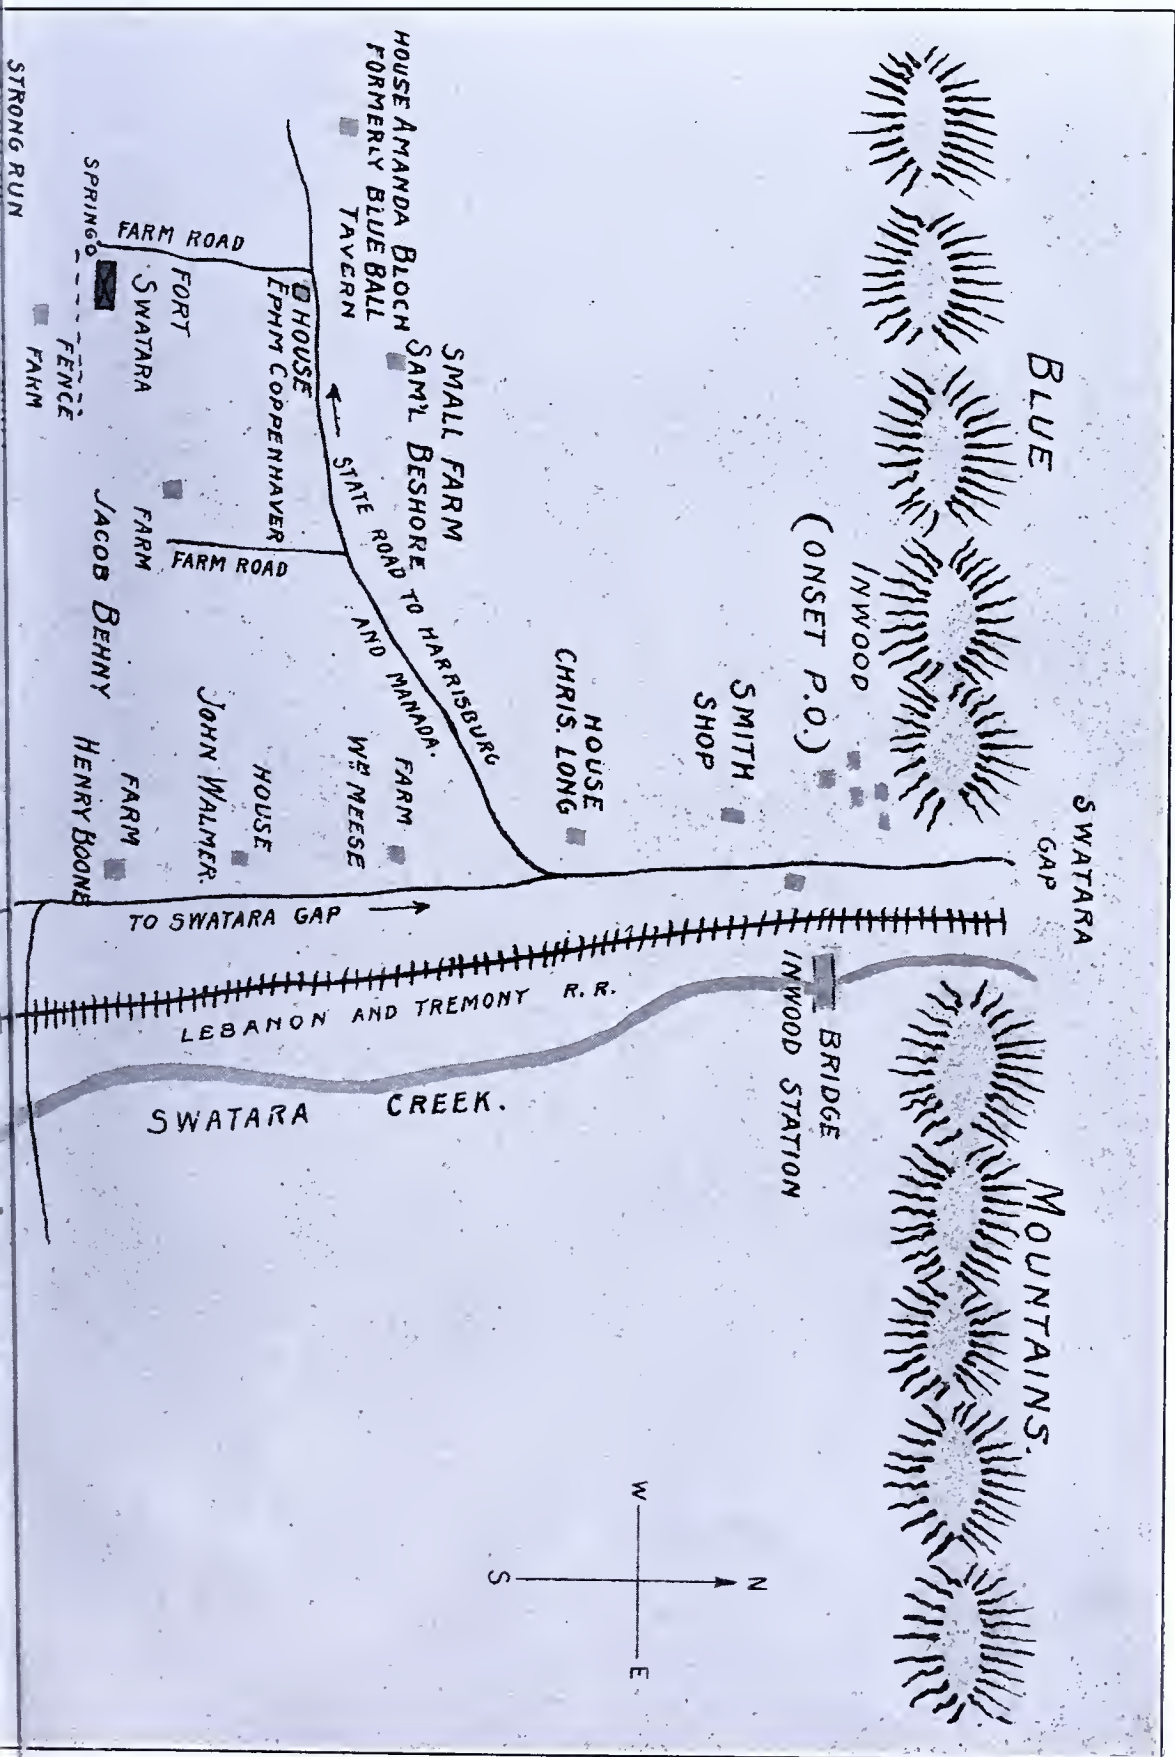 BLUE
MOUNTAINS.
SWATARA
GAP
INWOOD
(ONSET P.O.)
SMITH
SHOP
BRIDGE
INWOOD STATION
HOUSE
CHRIS. LONG
HOUSE AMANDA BLOCH
FORMERLY BLUE BALL
TAVERN
SMALL FARM
SAM'L BESHORE
STATE ROAD TO HARRISBURG
AND MANADA.
FARM
WM MEESE
HOUSE
EPHM COPPENHAVER
FARM ROAD
FORT
SWATARA
SPRING
FENCE
FARM
STRONG RUN
FARM ROAD
FARM
JACOB BEHNY
HOUSE
JOHN WALMER.
FARM
HENRY BOONE
TO SWATARA GAP
LEBANON AND TREMONT R.R.
SWATARA CREEK.
N
W
E
S